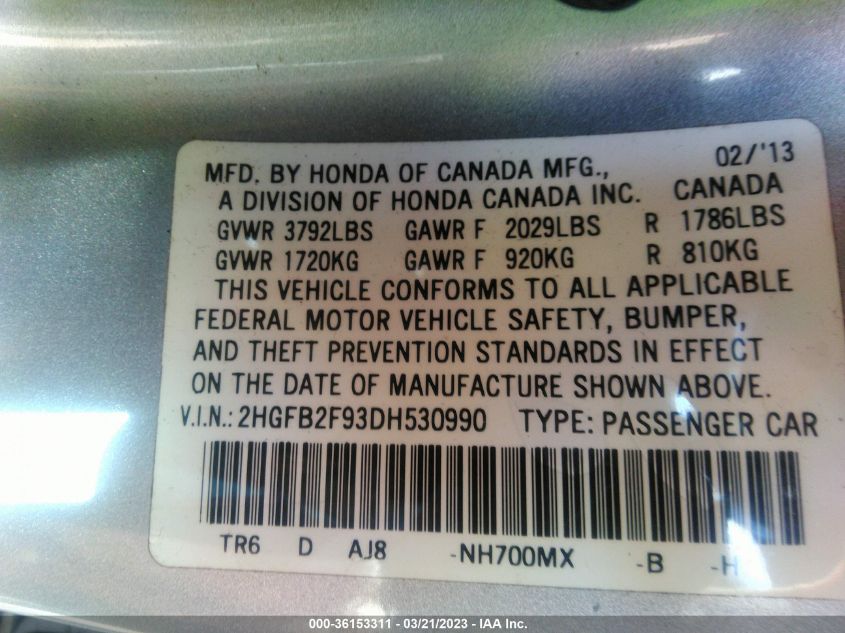 02/'13
MFD. BY HONDA OF CANADA MFG.,
A DIVISION OF HONDA CANADA INC. CANADA
GVWR 3792LBS GAWR F 2029LBS R 1786LBS
GVWR 1720KG GAWR F 920KG R 810KG
THIS VEHICLE CONFORMS TO ALL APPLICABLE
FEDERAL MOTOR VEHICLE SAFETY, BUMPER,
AND THEFT PREVENTION STANDARDS IN EFFECT
ON THE DATE OF MANUFACTURE SHOWN ABOVE.
V.I.N.: 2HGFB2F93DH530990 TYPE: PASSENGER CAR
TR6 D AJ8 -NH700MX -B -H
000-36153311 - 03/21/2023 - IAA Inc.